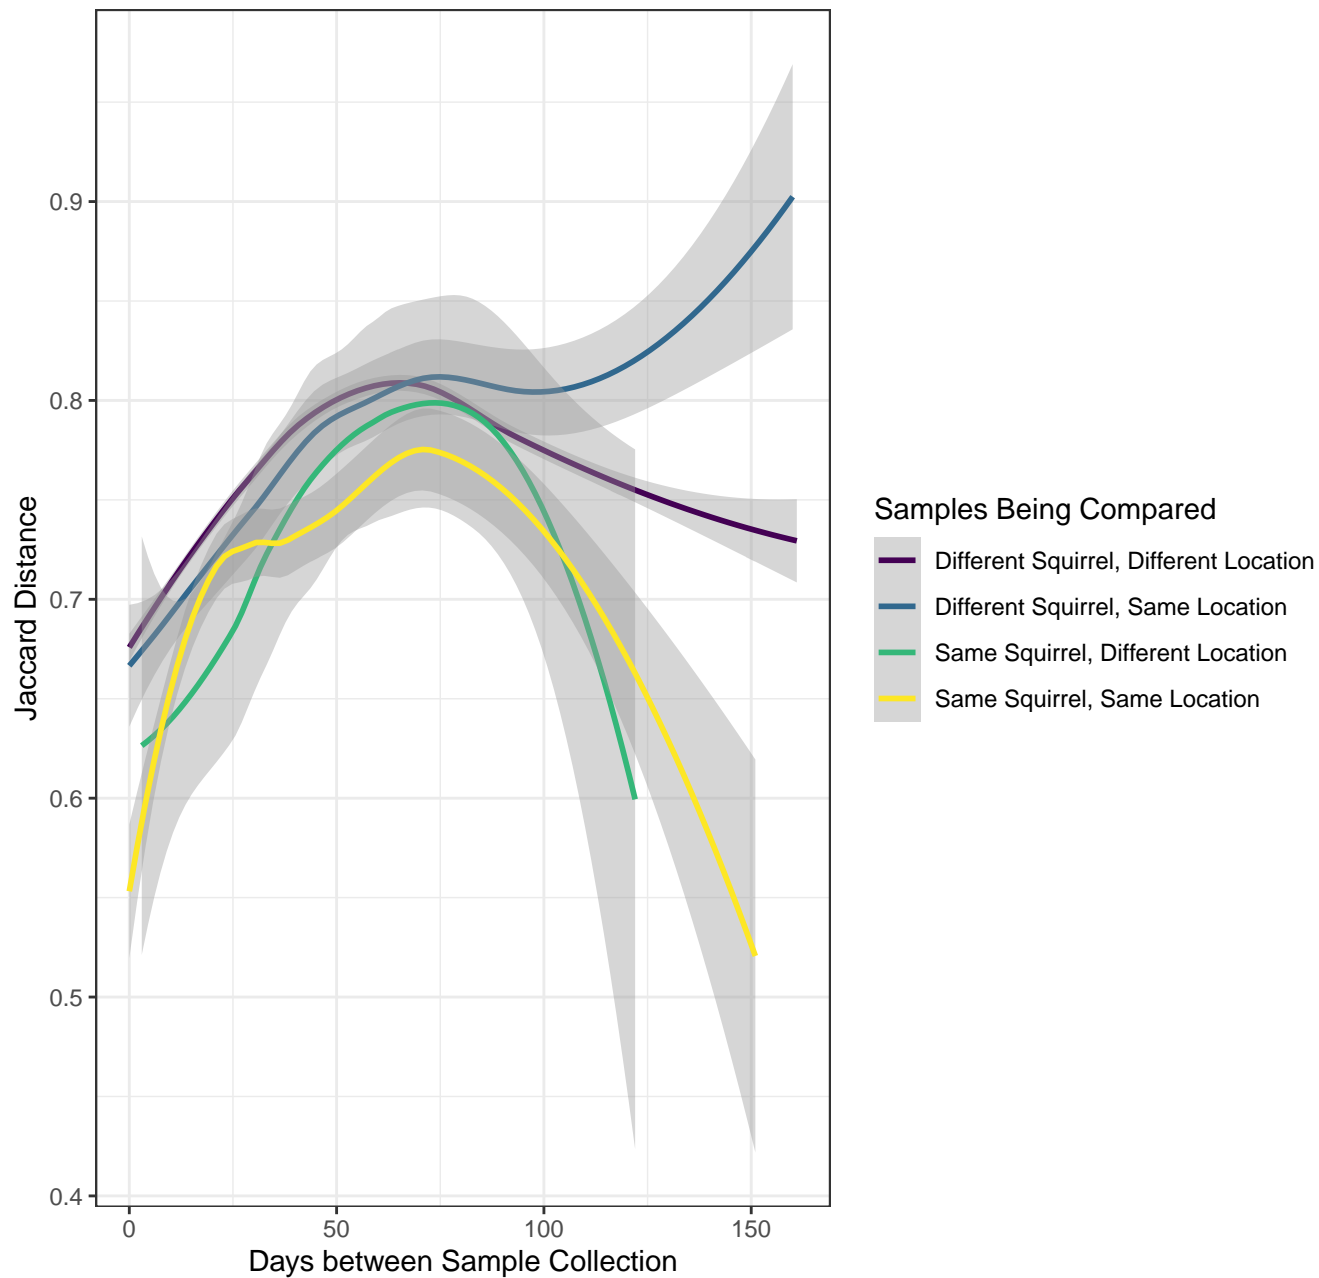 0.9
0.8
0.7
0.6
0.5
0.4
Jaccard Distance
0 50 100 150
Days between Sample Collection
Samples Being Compared
Different Squirrel, Different Location
Different Squirrel, Same Location
Same Squirrel, Different Location
Same Squirrel, Same Location